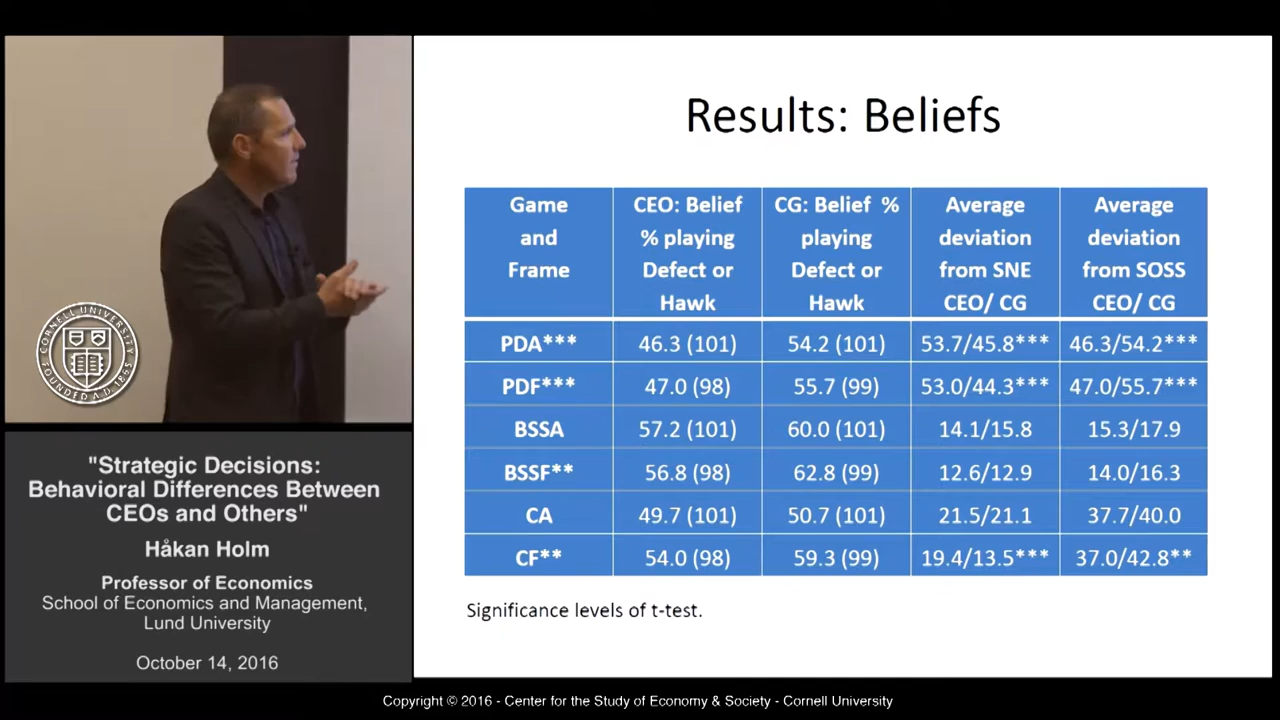 Results: Beliefs
Game and Frame | CEO: Belief % playing Defect or Hawk | CG: Belief % playing Defect or Hawk | Average deviation from SNE CEO/ CG | Average deviation from SOSS CEO/ CG
PDA*** | 46.3 (101) | 54.2 (101) | 53.7/45.8*** | 46.3/54.2***
PDF*** | 47.0 (98) | 55.7 (99) | 53.0/44.3*** | 47.0/55.7***
BSSA | 57.2 (101) | 60.0 (101) | 14.1/15.8 | 15.3/17.9
BSSF** | 56.8 (98) | 62.8 (99) | 12.6/12.9 | 14.0/16.3
CA | 49.7 (101) | 50.7 (101) | 21.5/21.1 | 37.7/40.0
CF** | 54.0 (98) | 59.3 (99) | 19.4/13.5*** | 37.0/42.8**
Significance levels of t-test.
CORNELL UNIVERSITY
FOUNDED A.D. 1865
"Strategic Decisions:
Behavioral Differences Between
CEOs and Others"
Håkan Holm
Professor of Economics
School of Economics and Management,
Lund University
October 14, 2016
Copyright © 2016 - Center for the Study of Economy & Society - Cornell University